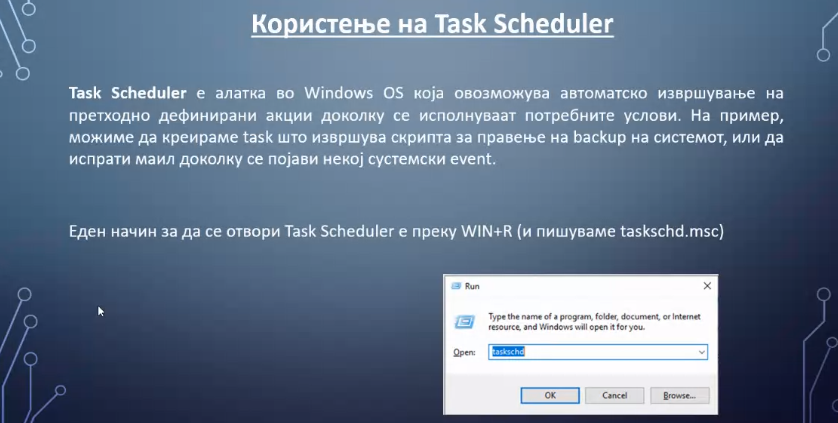 Користење на Task Scheduler
Task Scheduler е алатка во Windows OS која овозможува автоматско извршување на
претходно дефинирани акции доколку се исполнуваат потребните услови. На пример,
можиме да креираме task што извршува скрипта за правење на backup на системот, или да
испрати маил доколку се појави некој сустемски event.
Еден начин за да се отвори Task Scheduler е преку WIN+R (и пишуваме taskschd.msc)
Run
Type the name of a program, folder, document, or Internet
resource, and Windows will open it for you.
Open: taskschd
OK Cancel Browse...